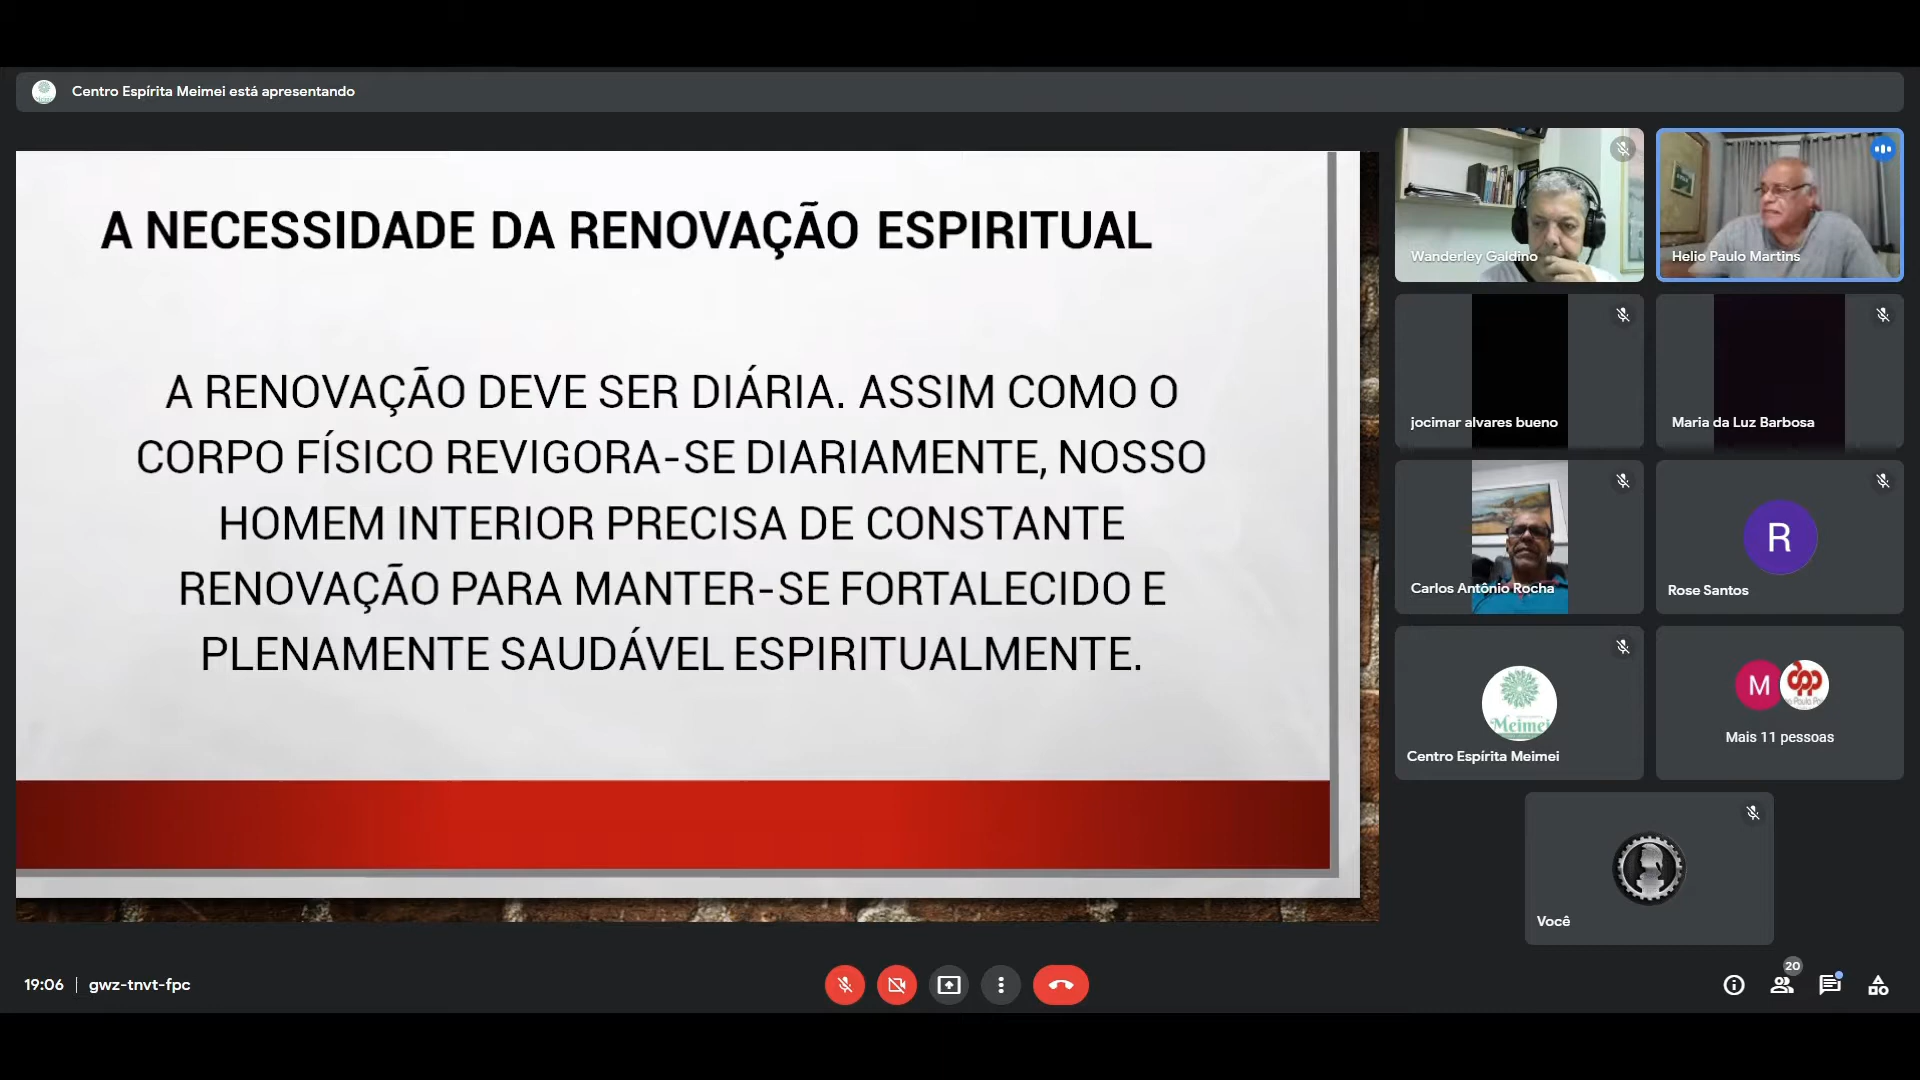 Centro Espírita Meimei está apresentando
A NECESSIDADE DA RENOVAÇÃO ESPIRITUAL
A RENOVAÇÃO DEVE SER DIÁRIA. ASSIM COMO O
CORPO FÍSICO REVIGORA-SE DIARIAMENTE, NOSSO
HOMEM INTERIOR PRECISA DE CONSTANTE
RENOVAÇÃO PARA MANTER-SE FORTALECIDO E
PLENAMENTE SAUDÁVEL ESPIRITUALMENTE.
Wanderley Galdino
Helio Paulo Martins
jocimar alvares bueno
Maria da Luz Barbosa
Carlos Antônio Rocha
R
Rose Santos
Meimei
Centro Espírita Meimei
M
Mais 11 pessoas
Você
19:06
gwz-tnvt-fpc
20